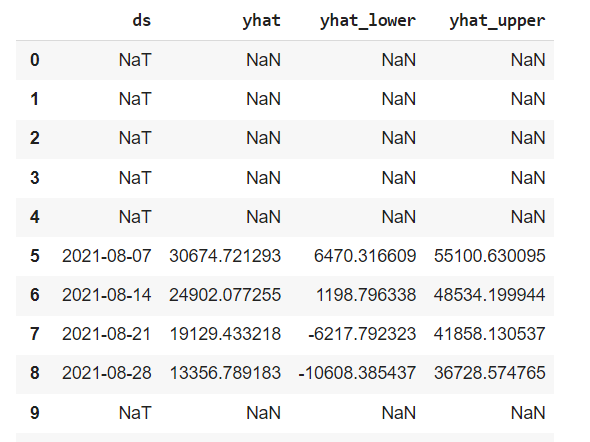 ds yhat yhat_lower yhat_upper
0 NaT NaN NaN NaN
1 NaT NaN NaN NaN
2 NaT NaN NaN NaN
3 NaT NaN NaN NaN
4 NaT NaN NaN NaN
5 2021-08-07 30674.721293 6470.316609 55100.630095
6 2021-08-14 24902.077255 1198.796338 48534.199944
7 2021-08-21 19129.433218 -6217.792323 41858.130537
8 2021-08-28 13356.789183 -10608.385437 36728.574765
9 NaT NaN NaN NaN